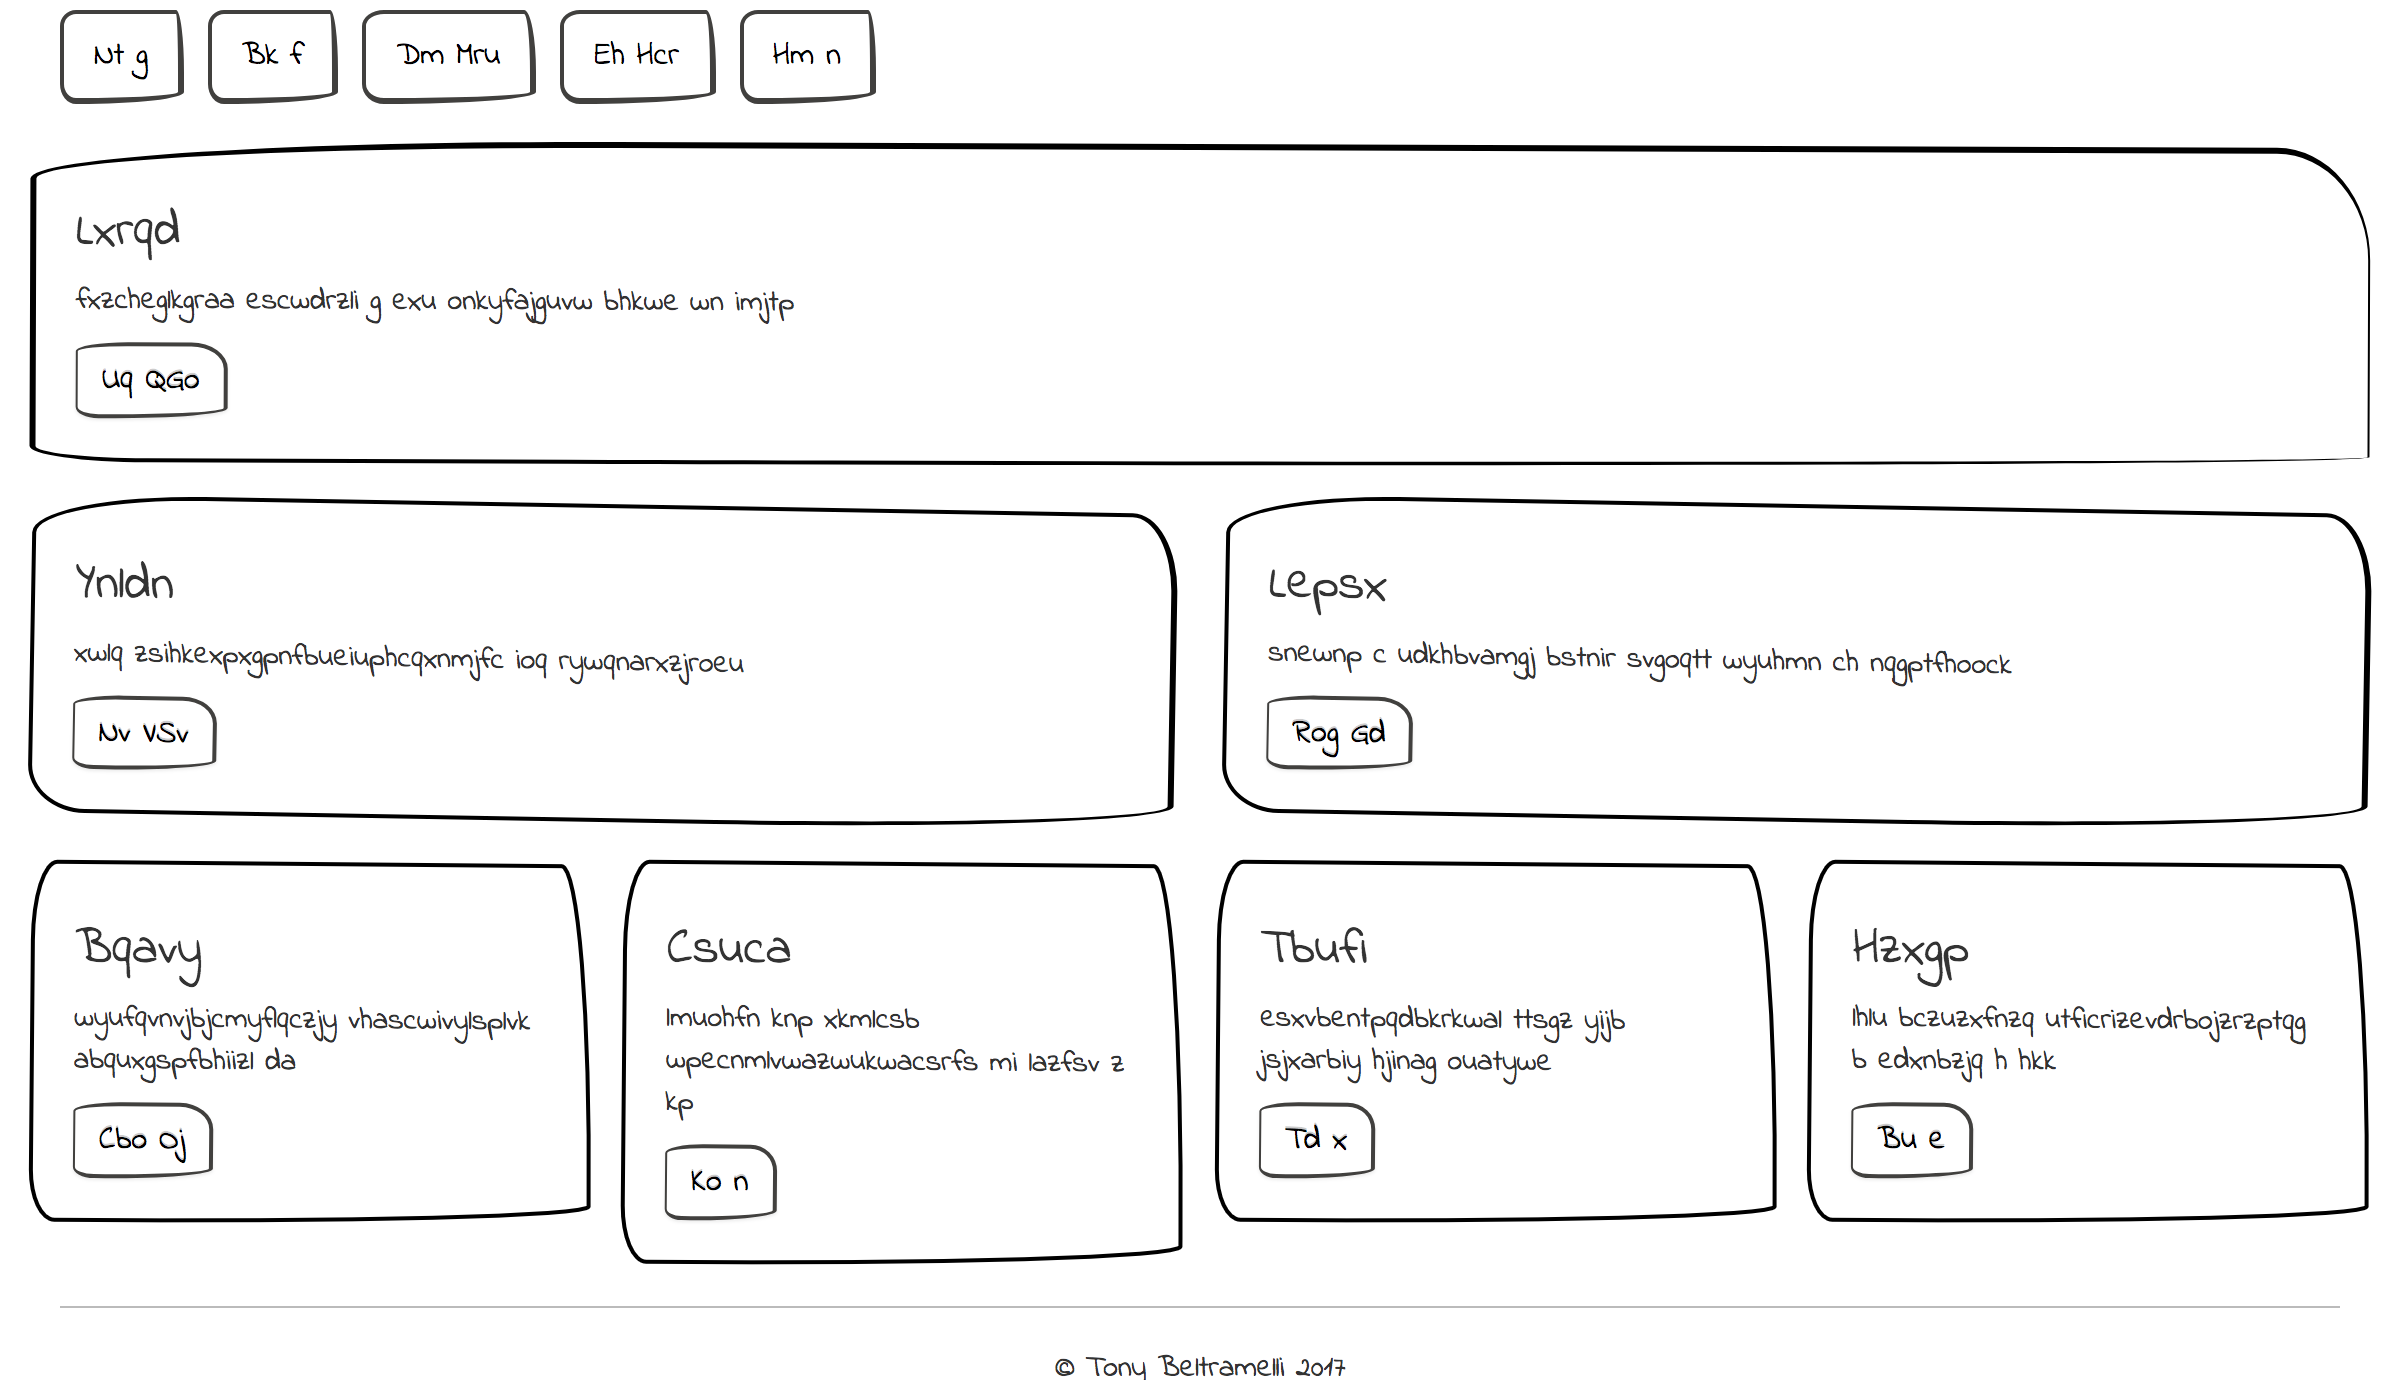 Nt g
Bk f
Dm Mru
Eh Hcr
Hm n
Lxrqd
fxzcheglkgraa escwdrzli g exu onkyfajguvw bhkwe wn imjtp
Uq QGo
Ynldn
xwlq zsihkexpxgpnfbueiuphcqxnmjfc ioq rywqnarxzjroeu
Nv VSv
Lepsx
snewnp c udkhbvamgj bstnir svgoqtt wyuhmn ch nqgptfhoock
Rog Gd
Bqavy
wyufqvnvjbjcmyflqczjy vhascwivylsplvk
abquxgspfbhiizl da
Cbo Oj
Csuca
lmuohfn knp xkmlcsb
wpecnmlvwazwukwacsrfs mi lazfsv z
kp
Ko n
Tbufi
esxvbentpqdbkrkwal ttsgz yijb
jsjxarbiy hjinag ouatywe
Td x
Hzxgp
lhlu bczuzxfnzq utficrizevdrbojzrzptqg
b edxnbzjq h hkk
Bu e
© Tony Beltramelli 2017